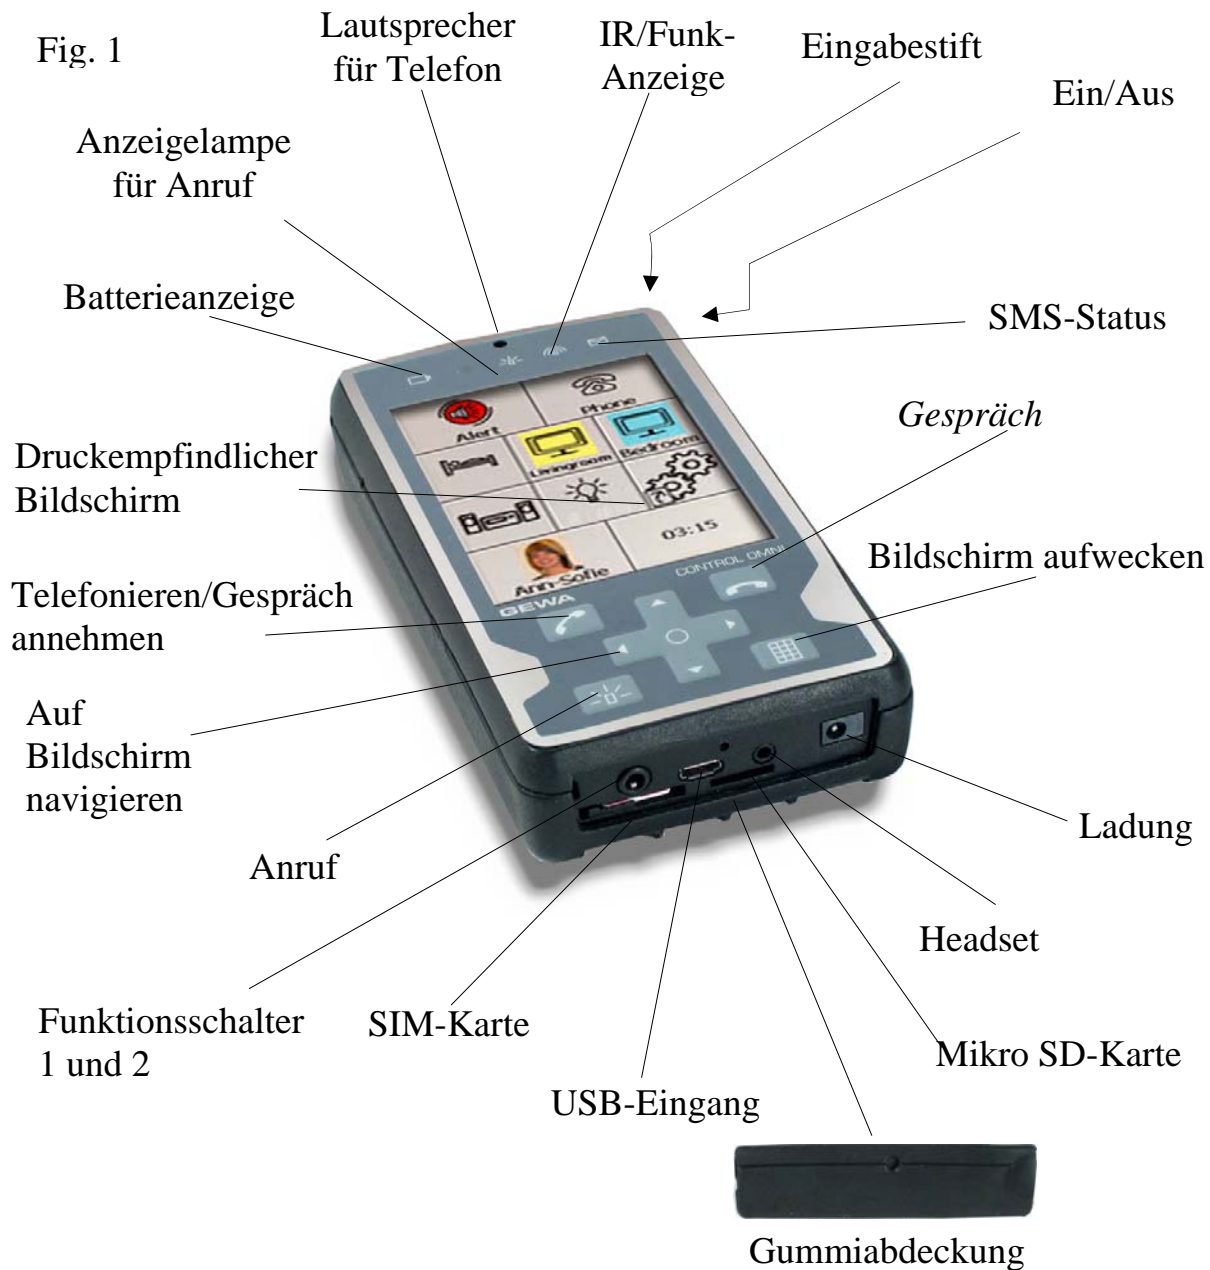 Fig. 1
Lautsprecher
für Telefon
IR/Funk-
Anzeige
Eingabestift
Ein/Aus
Anzeigelampe
für Anruf
Batterieanzeige
SMS-Status
Gespräch
Druckempfindlicher
Bildschirm
Bildschirm aufwecken
Telefonieren/Gespräch
annehmen
Auf
Bildschirm
navigieren
Anruf
Ladung
Headset
Funktionsschalter
1 und 2
SIM-Karte
Mikro SD-Karte
USB-Eingang
Gummiabdeckung
Alert
Phone
Livingroom
Bedroom
03:15
Ann-Sofie
GEWA
CONTROL OMNI